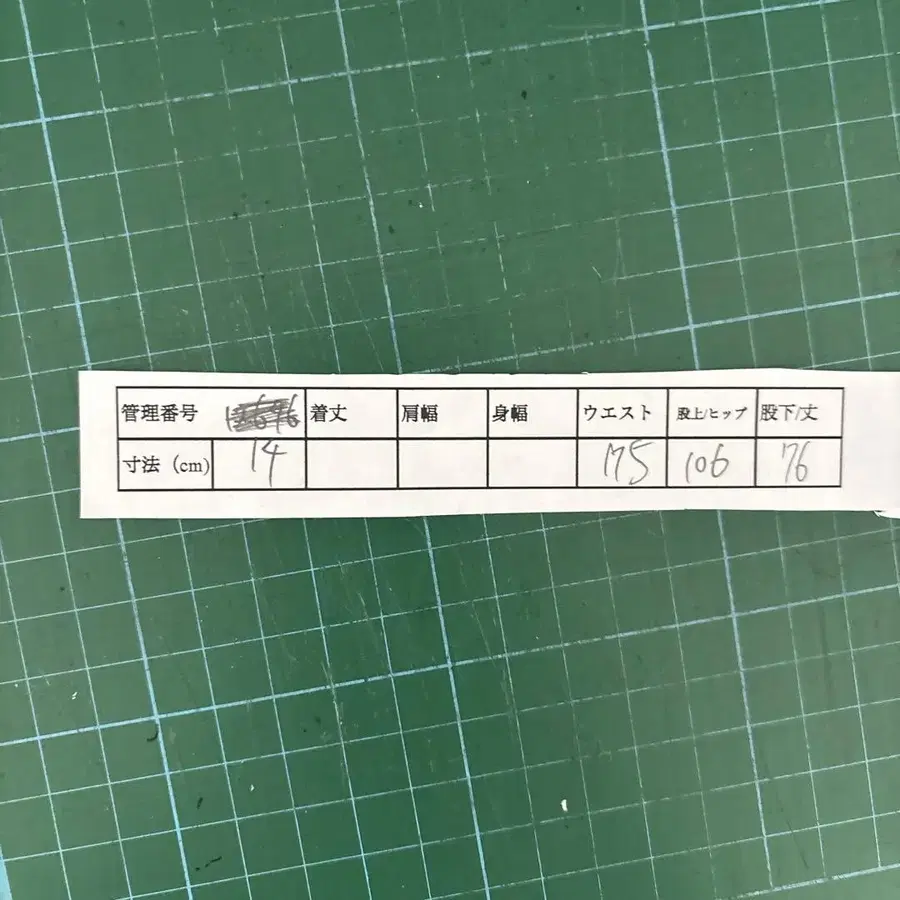 管理番号 着丈 肩幅 身幅 ウエスト 股上/ヒップ 股下/丈
寸法（cm) 14 175 106 76